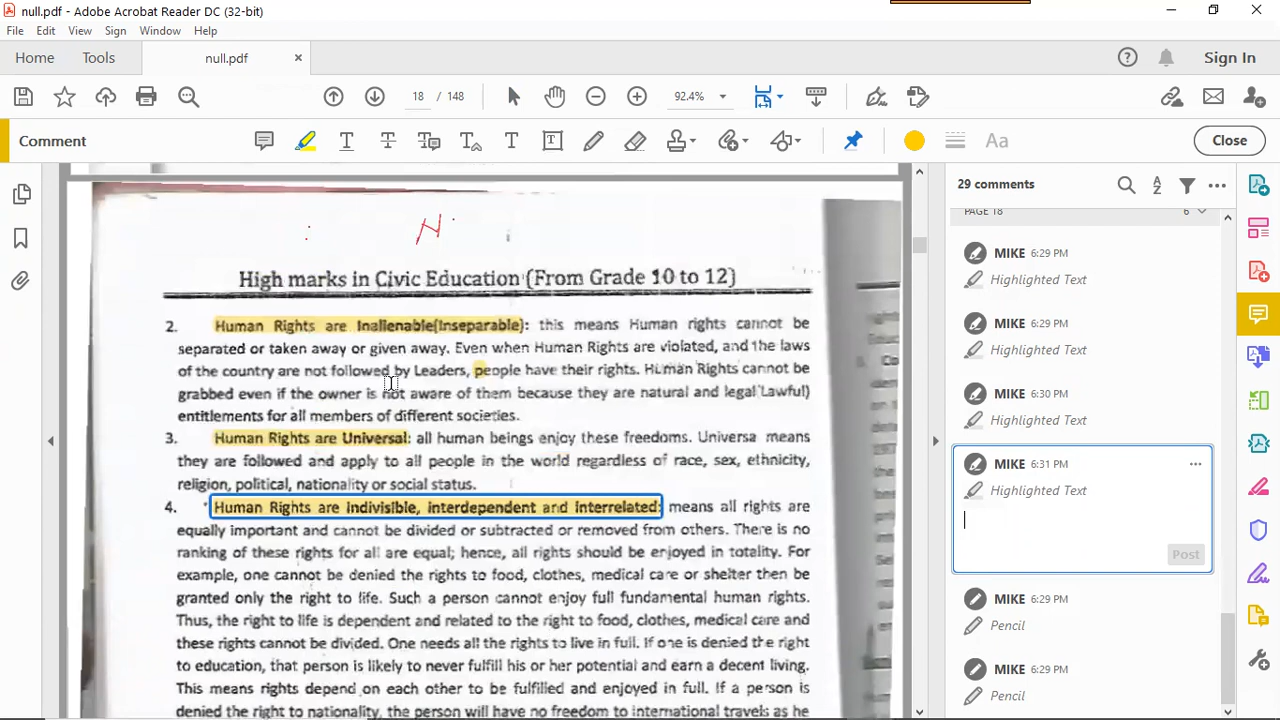 null.pdf - Adobe Acrobat Reader DC (32-bit)
File Edit View Sign Window Help
Home Tools null.pdf × Sign In
18 / 148 92.4%
Comment Close
29 comments
PAGE 18 6
MIKE 6:29 PM
Highlighted Text
MIKE 6:29 PM
Highlighted Text
MIKE 6:30 PM
Highlighted Text
MIKE 6:31 PM
Highlighted Text
Post
MIKE 6:29 PM
Pencil
MIKE 6:29 PM
Pencil
N
High marks in Civic Education (From Grade 10 to 12)
2. Human Rights are Inalienable(Inseparable): this means Human rights cannot be
separated or taken away or given away. Even when Human Rights are violated, and the laws
of the country are not followed by Leaders, people have their rights. Human Rights cannot be
grabbed even if the owner is not aware of them because they are natural and legal Lawful)
entitlements for all members of different societies.
3. Human Rights are Universal: all human beings enjoy these freedoms. Universa means
they are followed and apply to all people in the world regardless of race, sex, ethnicity,
religion, political, nationality or social status.
4. Human Rights are indivisible, interdependent and interrelated: means all rights are
equally important and cannot be divided or subtracted or removed from others. There is no
ranking of these rights for all are equal; hence, all rights should be enjoyed in totality. For
example, one cannot be denied the rights to food, clothes, medical care or shelter then be
granted only the right to life. Such a person cannot enjoy full fundamental human rights.
Thus, the right to life is dependent and related to the right to food, clothes, medical care and
these rights cannot be divided. One needs all the rights to live in full. If one is denied the right
to education, that person is likely to never fulfill his or her potential and earn a decent living.
This means rights depend on each other to be fulfilled and enjoyed in full. If a person is
denied the right to nationality, the person will have no freedom to international travels as he